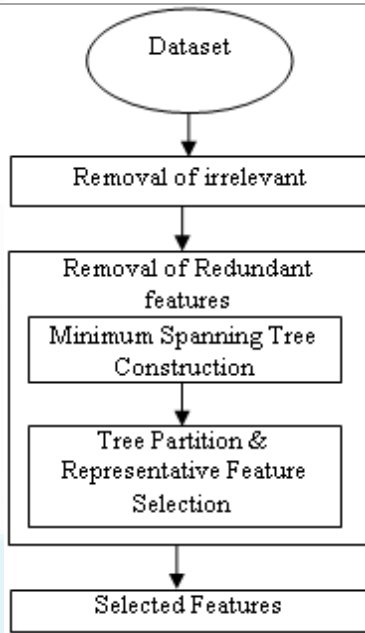 Dataset
Removal of irrelevant
Removal of Redundant
features
Minimum Spanning Tree
Construction
Tree Partition &
Representative Feature
Selection
Selected Features